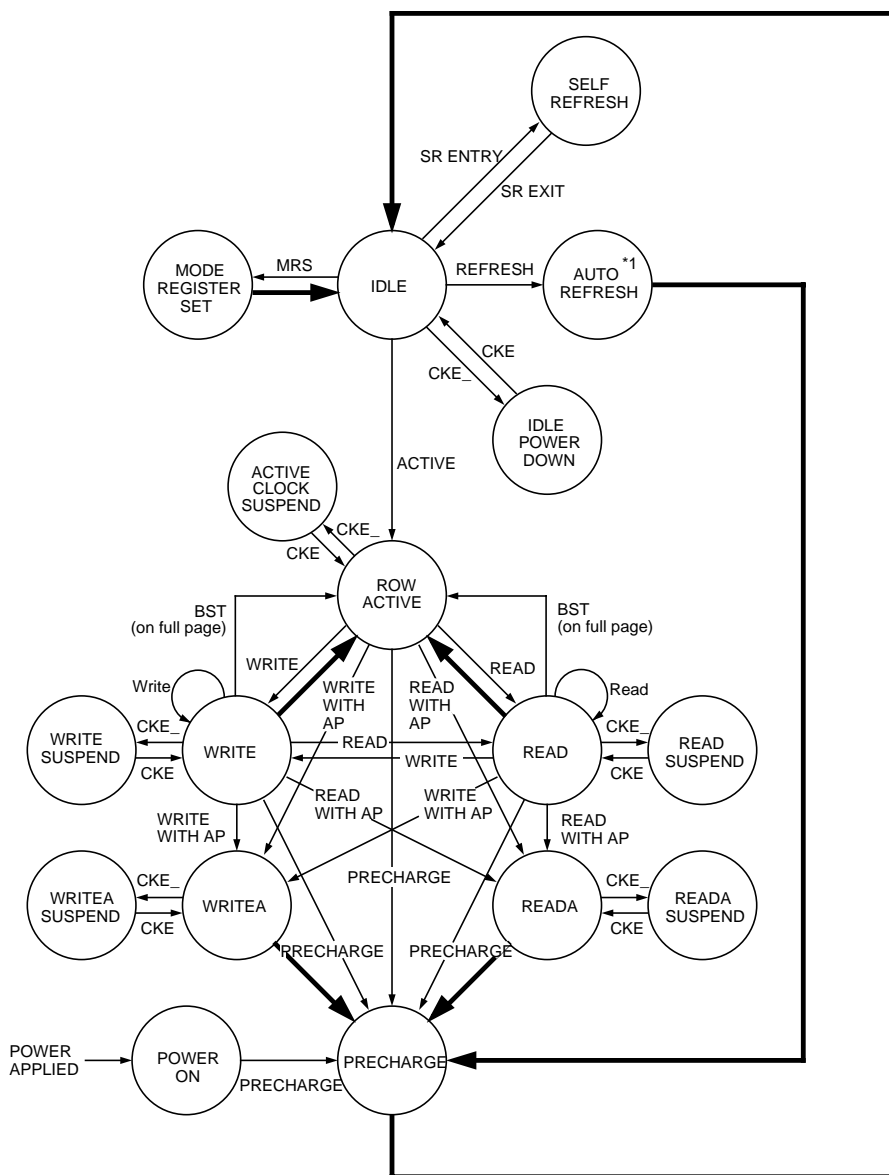 SELF
REFRESH
SR ENTRY
SR EXIT
MODE
REGISTER
SET
MRS
IDLE
REFRESH
*1
AUTO
REFRESH
CKE
CKE_
IDLE
POWER
DOWN
ACTIVE
ACTIVE
CLOCK
SUSPEND
CKE_
CKE
ROW
ACTIVE
BST
(on full page)
BST
(on full page)
WRITE
READ
Write
WRITE
WITH
AP
READ
WITH
AP
Read
WRITE
SUSPEND
CKE_
CKE
WRITE
READ
WRITE
READ
CKE_
CKE
READ
SUSPEND
WRITE
WITH AP
READ
WITH AP
WRITE
WITH AP
READ
WITH AP
WRITEA
SUSPEND
CKE_
CKE
WRITEA
PRECHARGE
READA
CKE_
CKE
READA
SUSPEND
PRECHARGE
PRECHARGE
POWER
APPLIED
POWER
ON
PRECHARGE
PRECHARGE